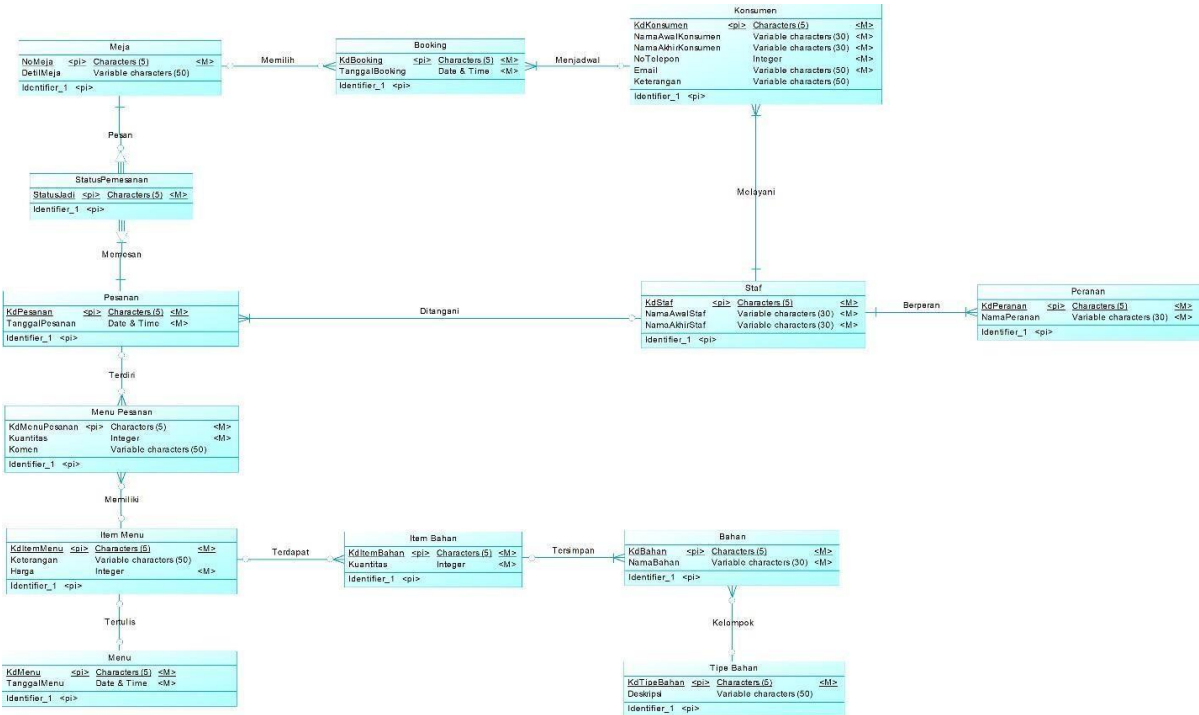 Konsumen
KdKonsumen <pi> Characters (5) <M>
NamaAwalKonsumen Variable characters (30) <M>
NamaAkhirKonsumen Variable characters (30) <M>
NoTelepon Integer <M>
Email Variable characters (50) <M>
Keterangan Variable characters (50)
Identifier_1 <pi>
Meja
NoMeja <pi> Characters (5) <M>
DetilMeja Variable characters (50)
Identifier_1 <pi>
Memilih
Booking
KdBooking <pi> Characters (5) <M>
TanggalBooking Date & Time <M>
Identifier_1 <pi>
Menjadwal
Pesan
StatusPemesanan
StatusJadi <pi> Characters (5) <M>
Identifier_1 <pi>
Melayani
Memesan
Pesanan
KdPesanan <pi> Characters (5) <M>
TanggalPesanan Date & Time <M>
Identifier_1 <pi>
Ditangani
Staf
KdStaf <pi> Characters (5) <M>
NamaAwalStaf Variable characters (30) <M>
NamaAkhirStaf Variable characters (30) <M>
Identifier_1 <pi>
Berperan
Peranan
KdPeranan <pi> Characters (5) <M>
NamaPeranan Variable characters (30) <M>
Identifier_1 <pi>
Terdiri
Menu Pesanan
KdMenuPesanan <pi> Characters (5) <M>
Kuantitas Integer <M>
Komen Variable characters (50)
Identifier_1 <pi>
Memiliki
Item Menu
KdItemMenu <pi> Characters (5) <M>
Keterangan Variable characters (50)
Harga Integer <M>
Identifier_1 <pi>
Terdapat
Item Bahan
KdItemBahan <pi> Characters (5) <M>
Kuantitas Integer <M>
Identifier_1 <pi>
Tersimpan
Bahan
KdBahan <pi> Characters (5) <M>
NamaBahan Variable characters (30) <M>
Identifier_1 <pi>
Tertulis
Kelompok
Menu
KdMenu <pi> Characters (5) <M>
TanggalMenu Date & Time <M>
Identifier_1 <pi>
Tipe Bahan
KdTipeBahan <pi> Characters (5) <M>
Deskripsi Variable characters (50)
Identifier_1 <pi>